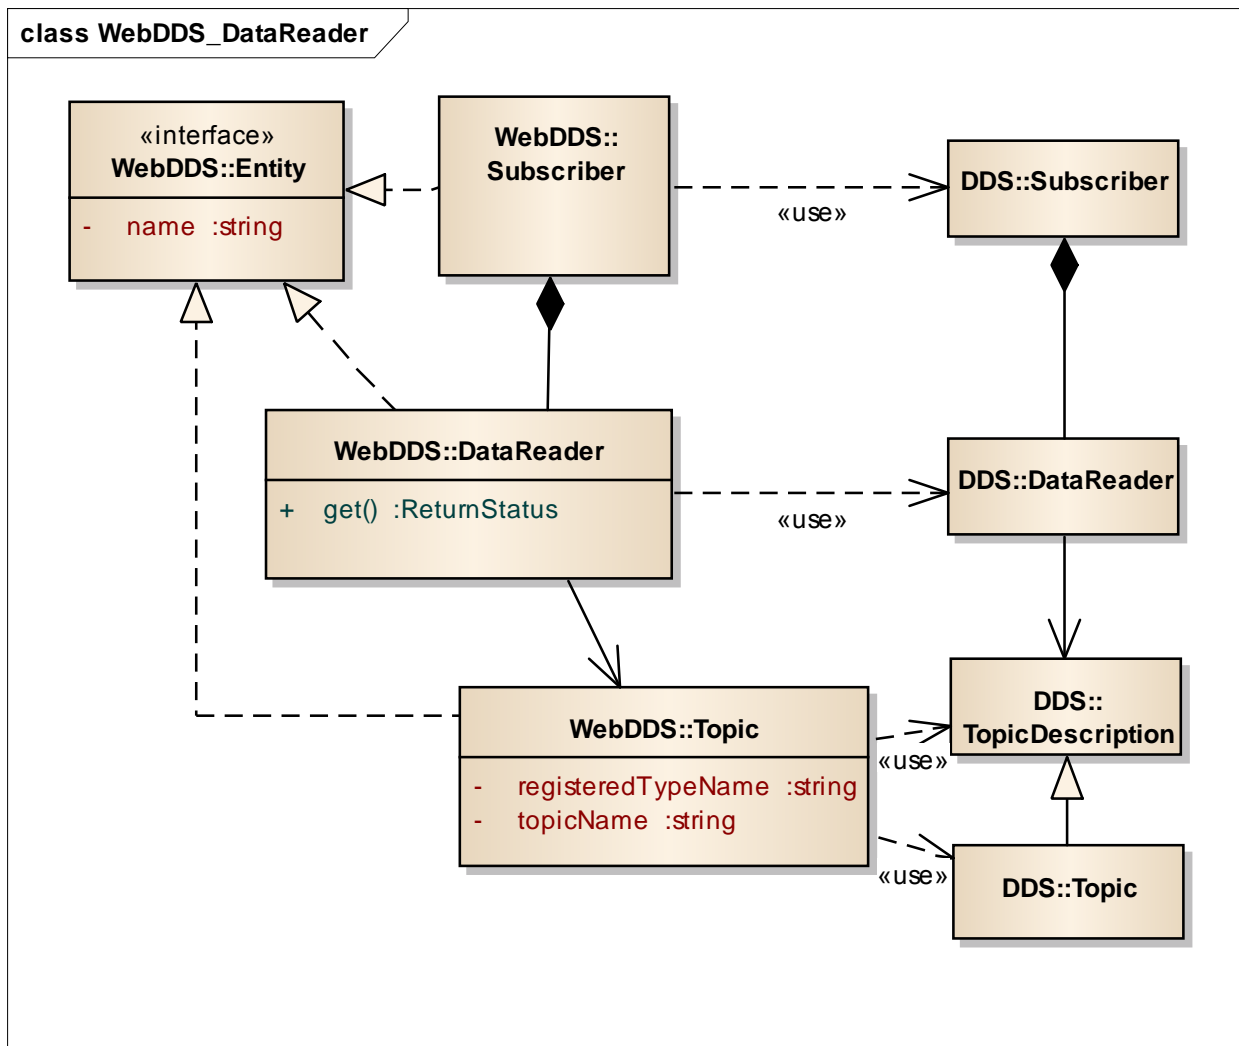 class WebDDS_DataReader
«interface»
WebDDS::Entity
- name :string
WebDDS::
Subscriber
«use»
DDS::Subscriber
WebDDS::DataReader
+ get() :ReturnStatus
«use»
DDS::DataReader
WebDDS::Topic
- registeredTypeName :string
- topicName :string
«use»
«use»
DDS::
TopicDescription
DDS::Topic